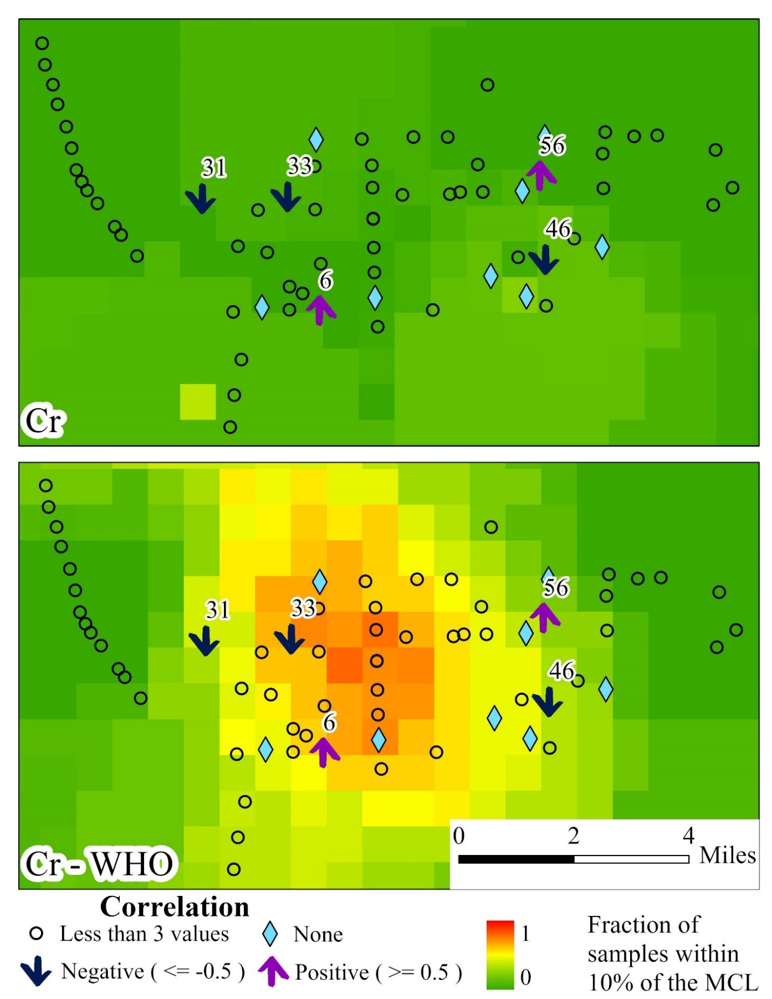 56
31
33
46
6
Cr
56
31
33
46
6
0 2 4
Miles
Cr - WHO
Correlation
Less than 3 values
None
Negative ( <= -0.5 )
Positive ( >= 0.5 )
1
0
Fraction of
samples within
10% of the MCL